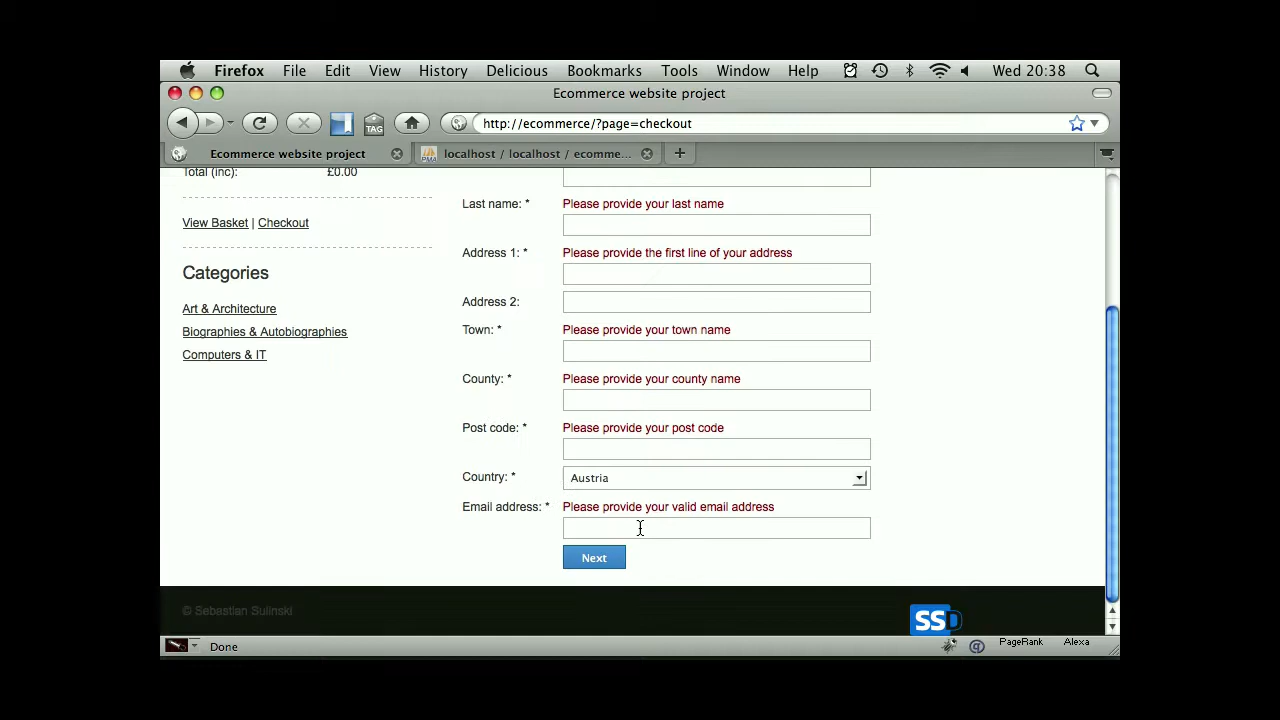 Firefox File Edit View History Delicious Bookmarks Tools Window Help Wed 20:38
Ecommerce website project
TAG http://ecommerce/?page=checkout
Ecommerce website project PMA localhost / localhost / ecomme... +
Total (inc): £0.00
View Basket | Checkout
Categories
Art & Architecture
Biographies & Autobiographies
Computers & IT
Last name: * Please provide your last name
Address 1: * Please provide the first line of your address
Address 2:
Town: * Please provide your town name
County: * Please provide your county name
Post code: * Please provide your post code
Country: * Austria
Email address: * Please provide your valid email address
Next
© Sebastian Sulinski
SSD
Done @ PageRank Alexa